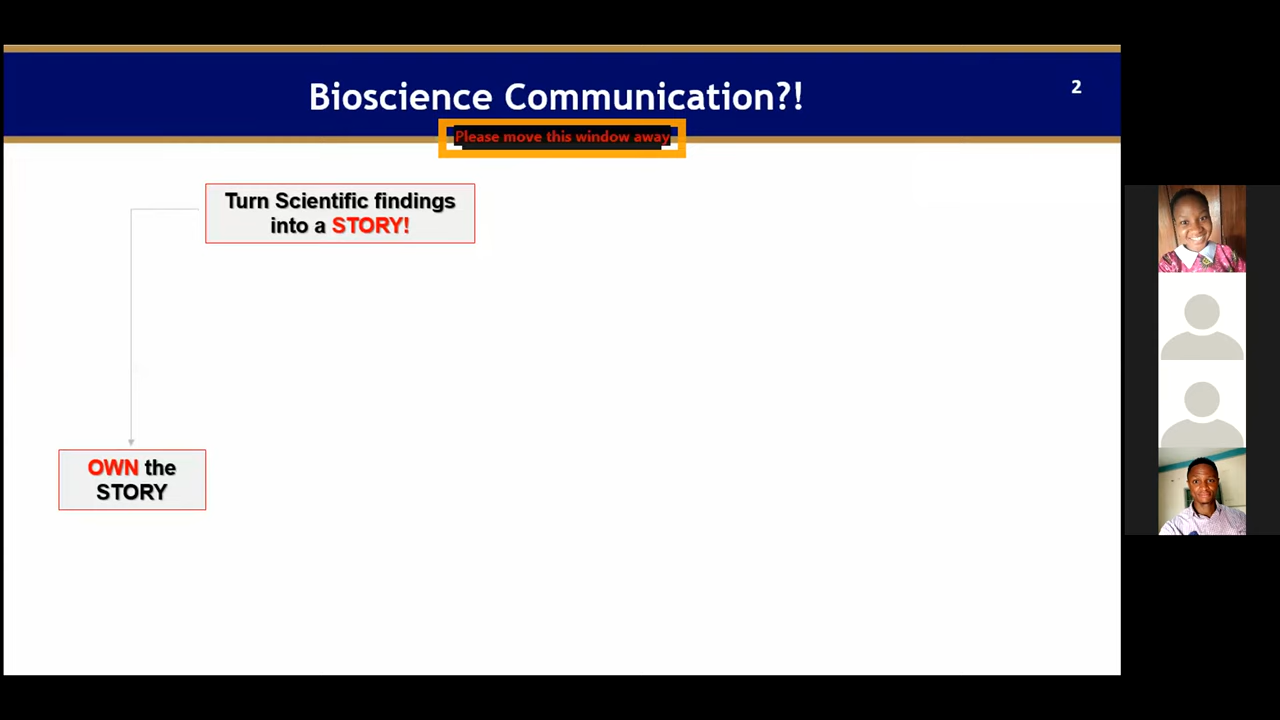 Bioscience Communication?!
2
Please move this window away
Turn Scientific findings
into a STORY!
OWN the
STORY